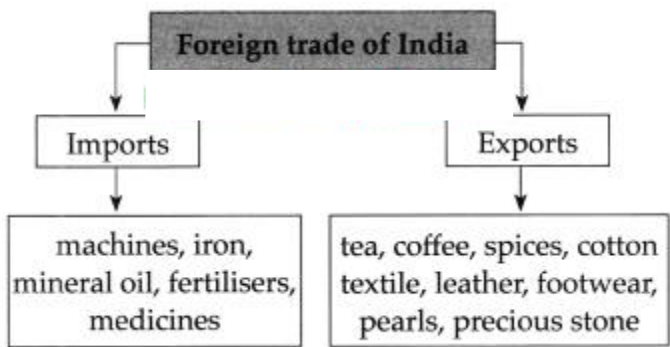 Foreign trade of India
Imports
Exports
machines, iron,
mineral oil, fertilisers,
medicines
tea, coffee, spices, cotton
textile, leather, footwear,
pearls, precious stone